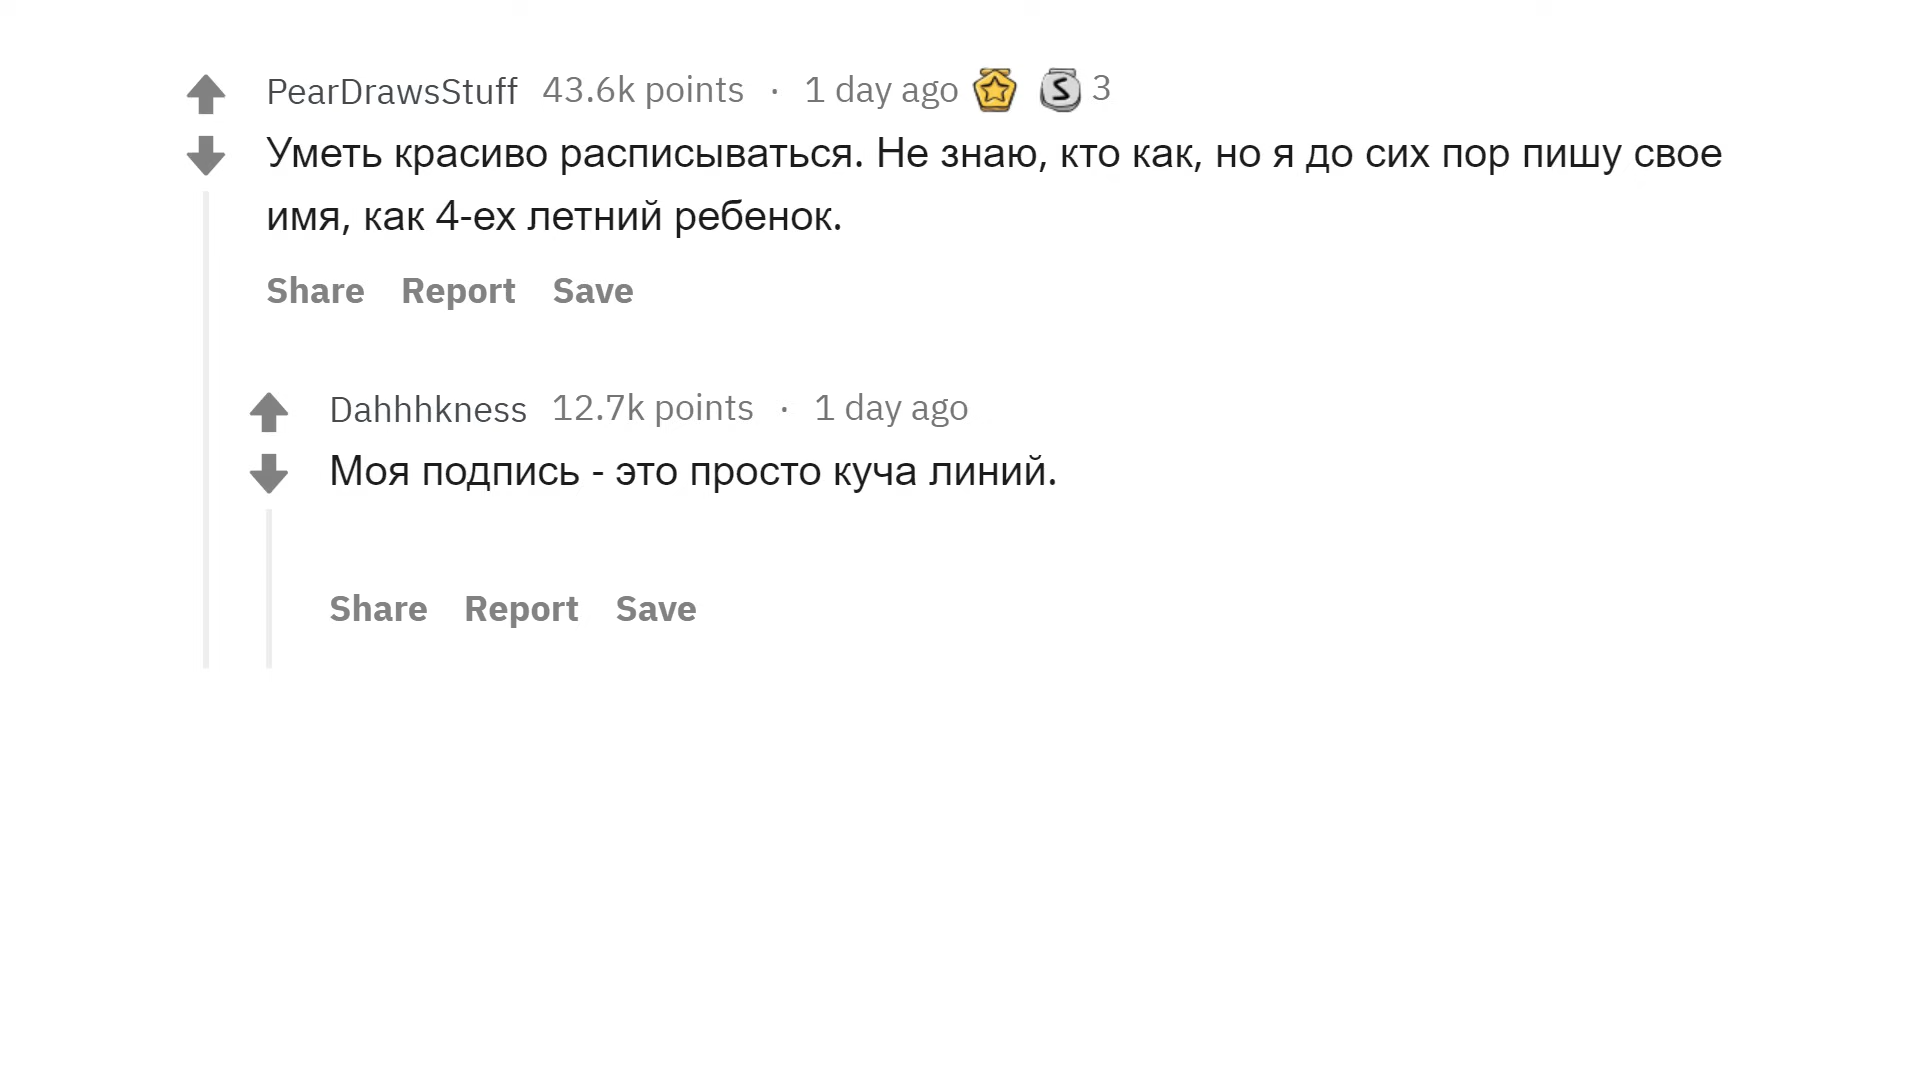 PearDrawsStuff 43.6k points · 1 day ago 3
Уметь красиво расписываться. Не знаю, кто как, но я до сих пор пишу свое
имя, как 4-ех летний ребенок.
Share Report Save
Dahhhkness 12.7k points · 1 day ago
Моя подпись - это просто куча линий.
Share Report Save